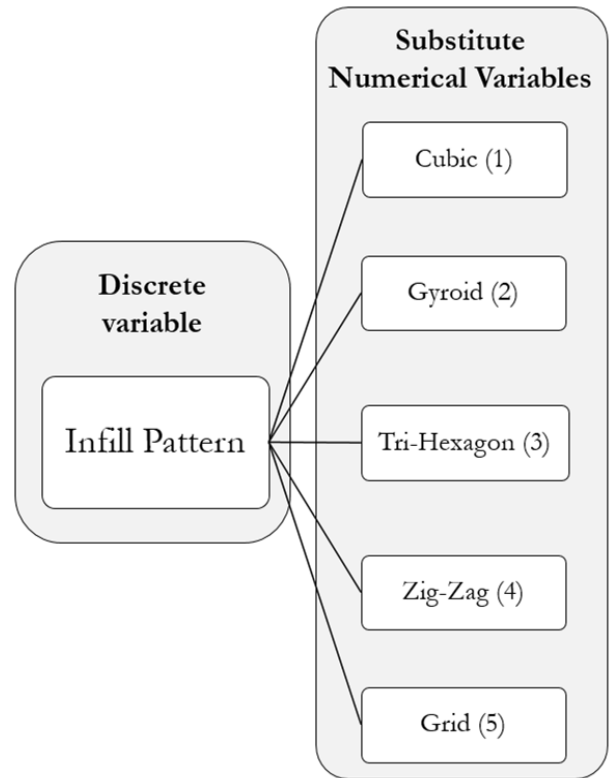 Discrete
variable
Infill Pattern
Substitute
Numerical Variables
Cubic (1)
Gyroid (2)
Tri-Hexagon (3)
Zig-Zag (4)
Grid (5)